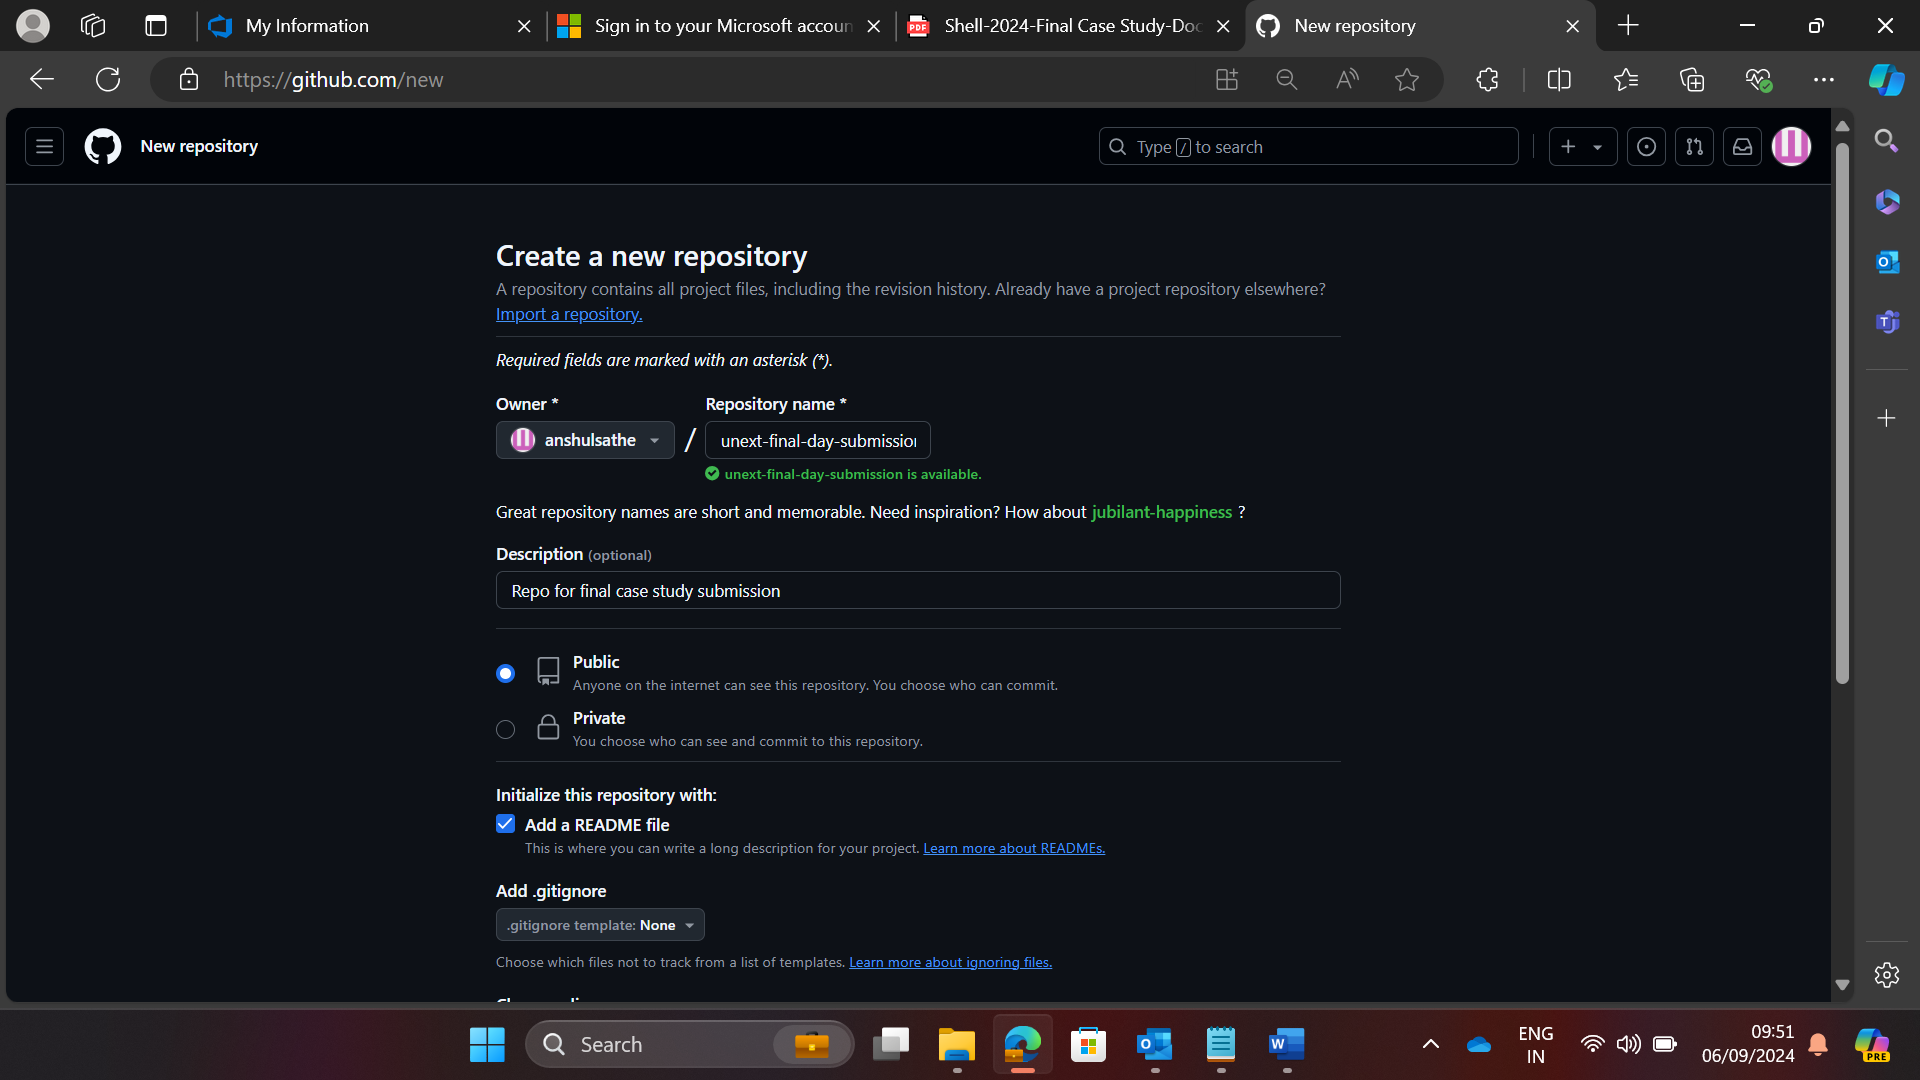 My Information
Sign in to your Microsoft accoun
Shell-2024-Final Case Study-Doc
New repository
https://github.com/new
New repository
Type / to search
Create a new repository
A repository contains all project files, including the revision history. Already have a project repository elsewhere?
Import a repository.
Required fields are marked with an asterisk (*).
Owner *
Repository name *
anshulsathe
/
unext-final-day-submission
unext-final-day-submission is available.
Great repository names are short and memorable. Need inspiration? How about jubilant-happiness ?
Description (optional)
Repo for final case study submission
Public
Anyone on the internet can see this repository. You choose who can commit.
Private
You choose who can see and commit to this repository.
Initialize this repository with:
Add a README file
This is where you can write a long description for your project. Learn more about READMEs.
Add .gitignore
.gitignore template: None
Choose which files not to track from a list of templates. Learn more about ignoring files.
Search
ENG
IN
09:51
06/09/2024
PRE